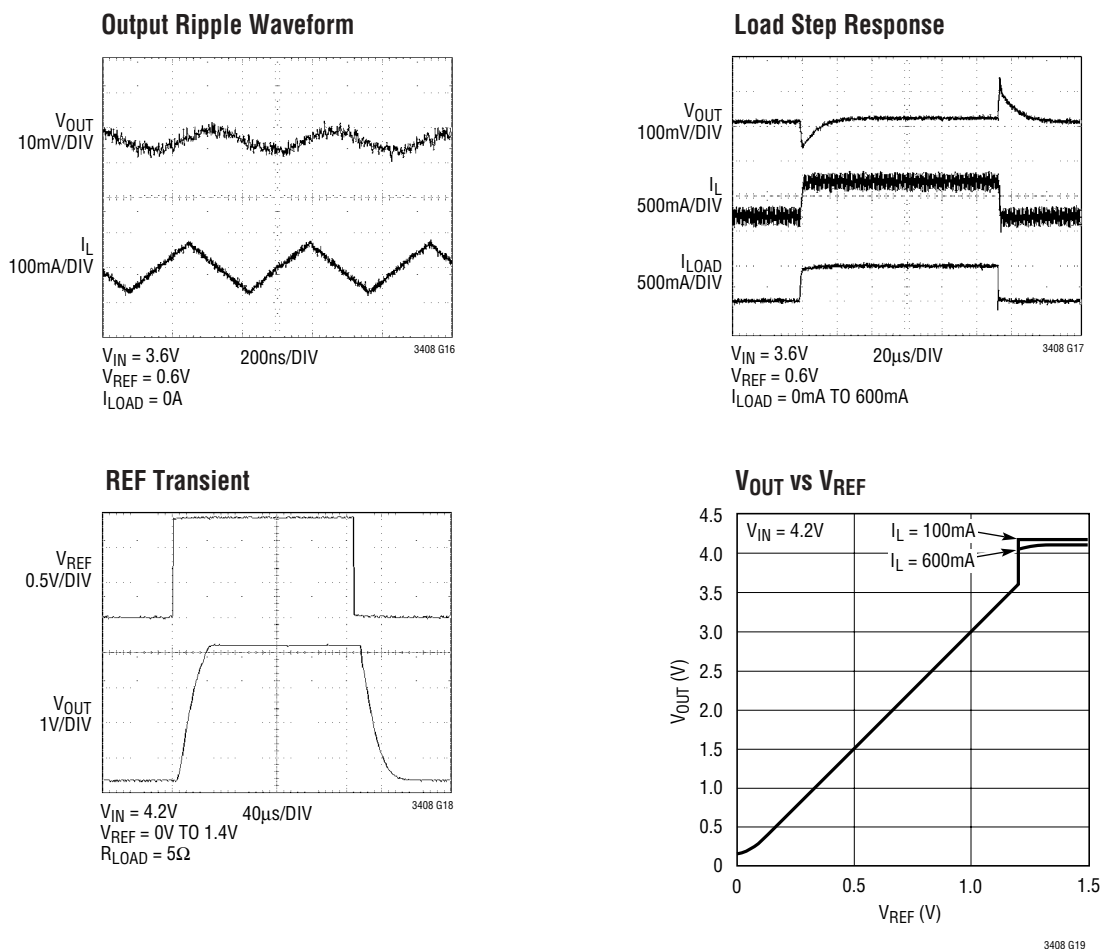 Output Ripple Waveform
VOUT
10mV/DIV
IL
100mA/DIV
VIN = 3.6V
VREF = 0.6V
ILOAD = 0A
200ns/DIV
3408 G16
Load Step Response
VOUT
100mV/DIV
IL
500mA/DIV
ILOAD
500mA/DIV
VIN = 3.6V
VREF = 0.6V
ILOAD = 0mA TO 600mA
20µs/DIV
3408 G17
REF Transient
VREF
0.5V/DIV
VOUT
1V/DIV
VIN = 4.2V
VREF = 0V TO 1.4V
RLOAD = 5Ω
40µs/DIV
3408 G18
VOUT vs VREF
VIN = 4.2V
IL = 100mA
IL = 600mA
VOUT (V)
4.5
4.0
3.5
3.0
2.5
2.0
1.5
1.0
0.5
0
0
0.5
1.0
1.5
VREF (V)
3408 G19